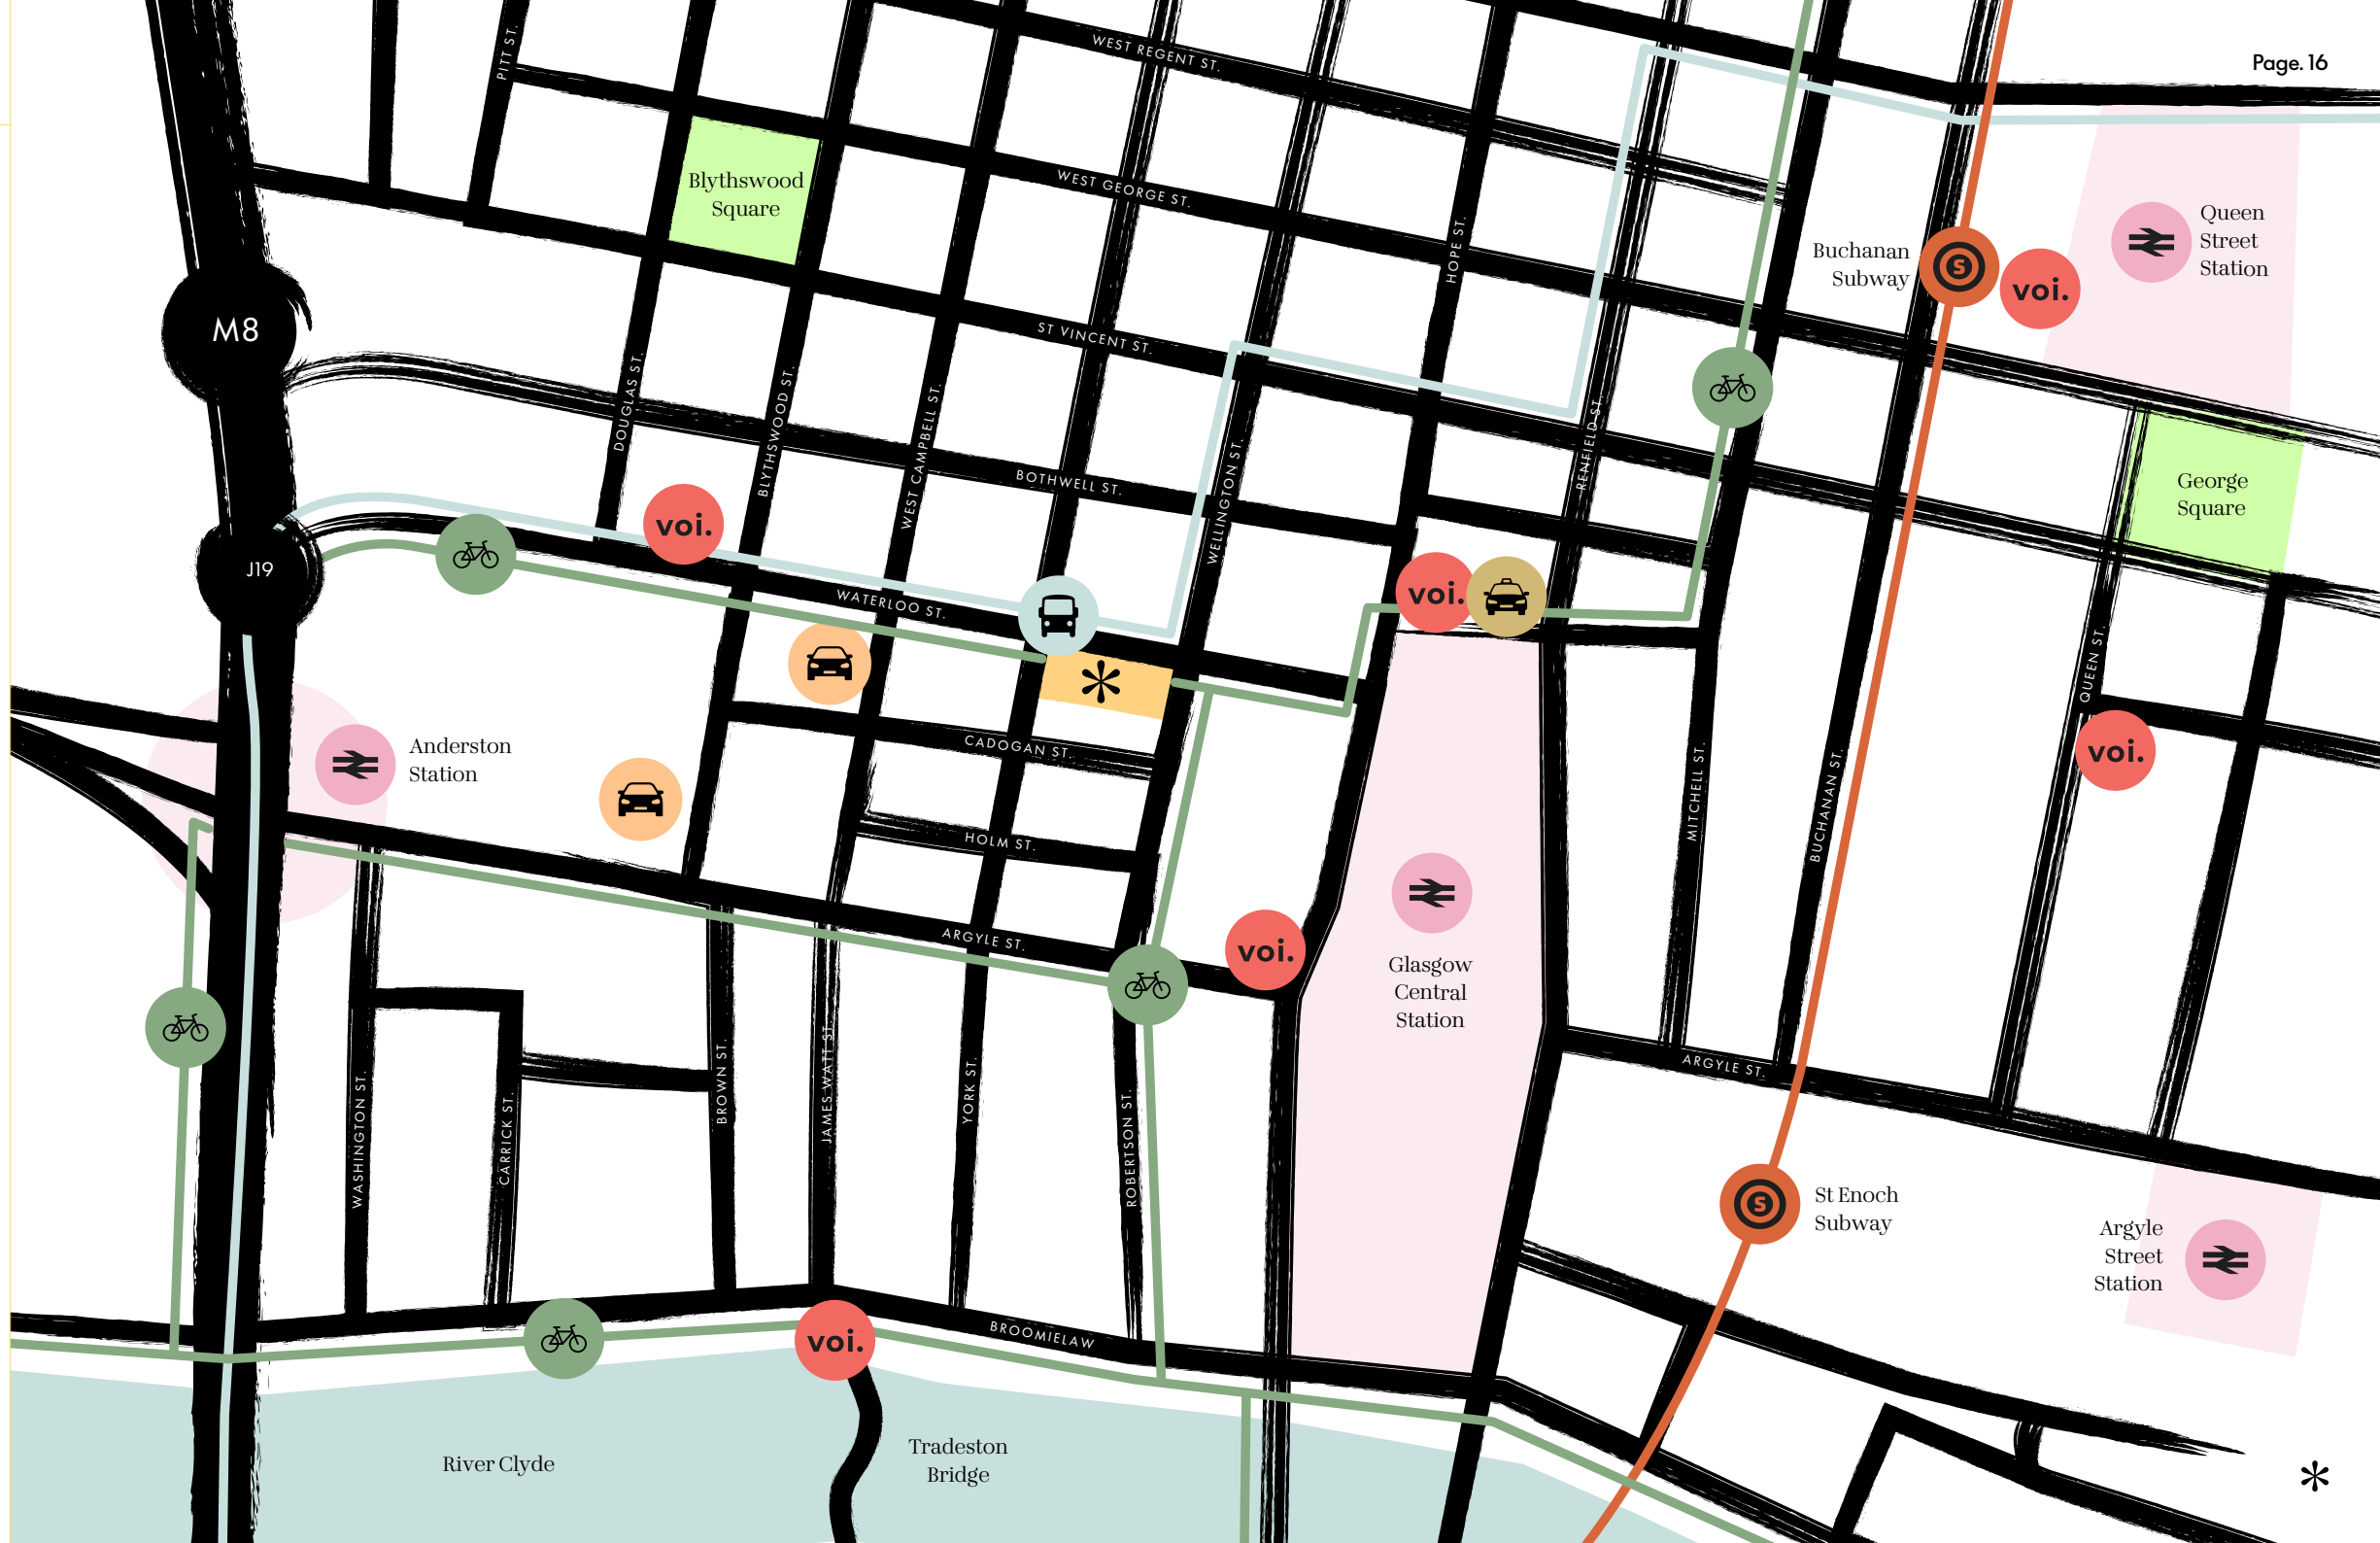 Page. 16
PITT ST.
WEST REGENT ST.
Blythswood
Square
WEST GEORGE ST.
HOPE ST.
Buchanan
Subway
S
voi.
Queen
Street
Station
M8
ST VINCENT ST.
DOUGLAS ST.
BLYTHSWOOD ST.
WEST CAMPBELL ST.
BOTHWELL ST.
WELLINGTON ST.
RENFIELD ST.
George
Square
voi.
J19
WATERLOO ST.
voi.
QUEEN ST.
voi.
Anderston
Station
CADOGAN ST.
MITCHELL ST.
BUCHANAN ST.
HOLM ST.
ARGYLE ST.
voi.
Glasgow
Central
Station
ARGYLE ST.
WASHINGTON ST.
CARRICK ST.
BROWN ST.
JAMES WATT ST.
YORK ST.
ROBERTSON ST.
S
St Enoch
Subway
Argyle
Street
Station
voi.
BROOMIELAW
River Clyde
Tradeston
Bridge
*